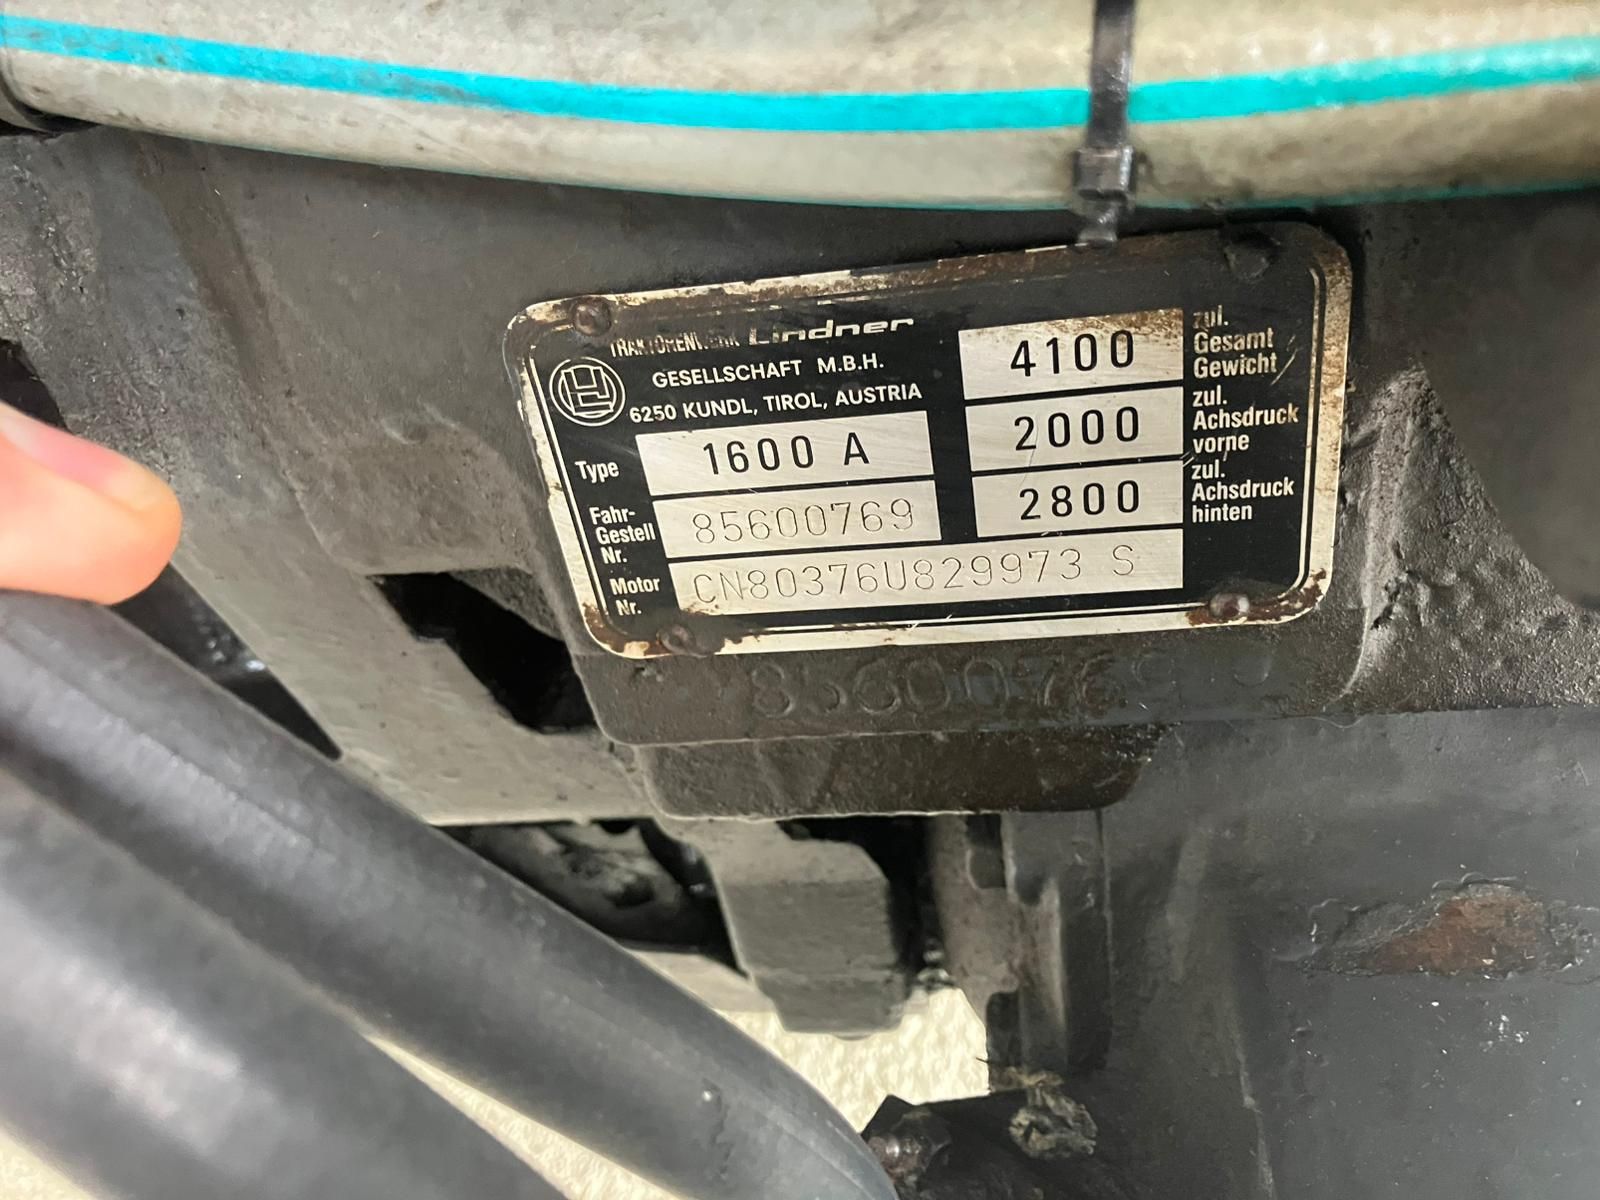 TRAKTORENWERK Lindner
GESELLSCHAFT M.B.H.
6250 KUNDL, TIROL, AUSTRIA
Type 1600 A
Fahr-
Gestell
Nr. 85600769
Motor
Nr. CN80376U829973 S
4100 zul.
Gesamt
Gewicht
2000 zul.
Achsdruck
vorne
2800 zul.
Achsdruck
hinten
85600769